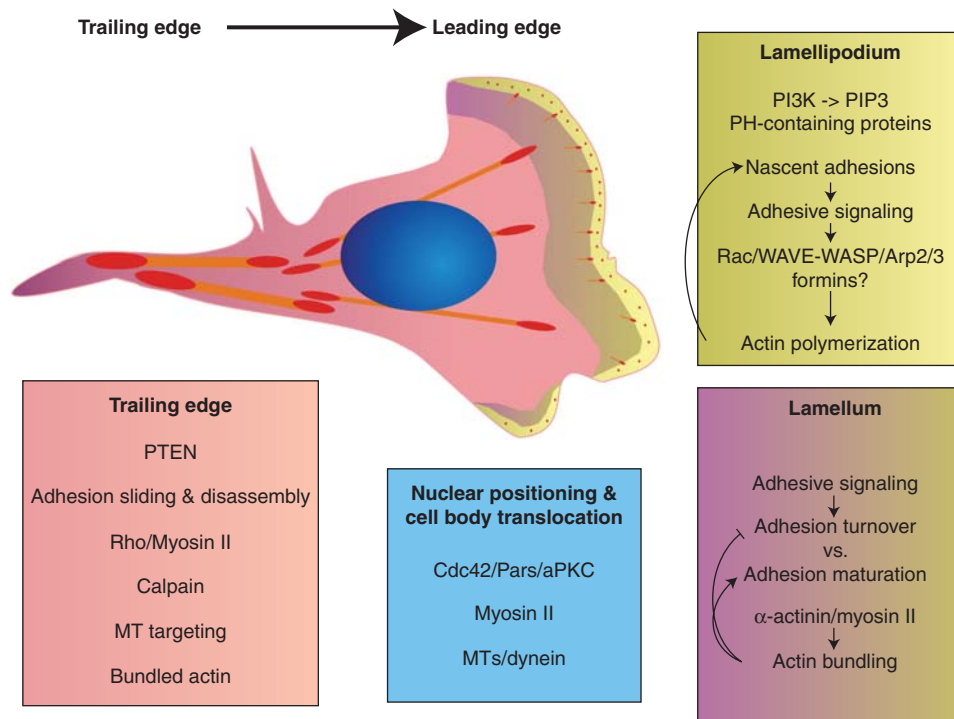 Trailing edge
Leading edge
Lamellipodium
PI3K -> PIP3
PH-containing proteins
Nascent adhesions
Adhesive signaling
Rac/WAVE-WASP/Arp2/3
formins?
Actin polymerization
Trailing edge
PTEN
Adhesion sliding & disassembly
Rho/Myosin II
Calpain
MT targeting
Bundled actin
Nuclear positioning &
cell body translocation
Cdc42/Pars/aPKC
Myosin II
MTs/dynein
Lamellum
Adhesive signaling
Adhesion turnover
vs.
Adhesion maturation
α-actinin/myosin II
Actin bundling